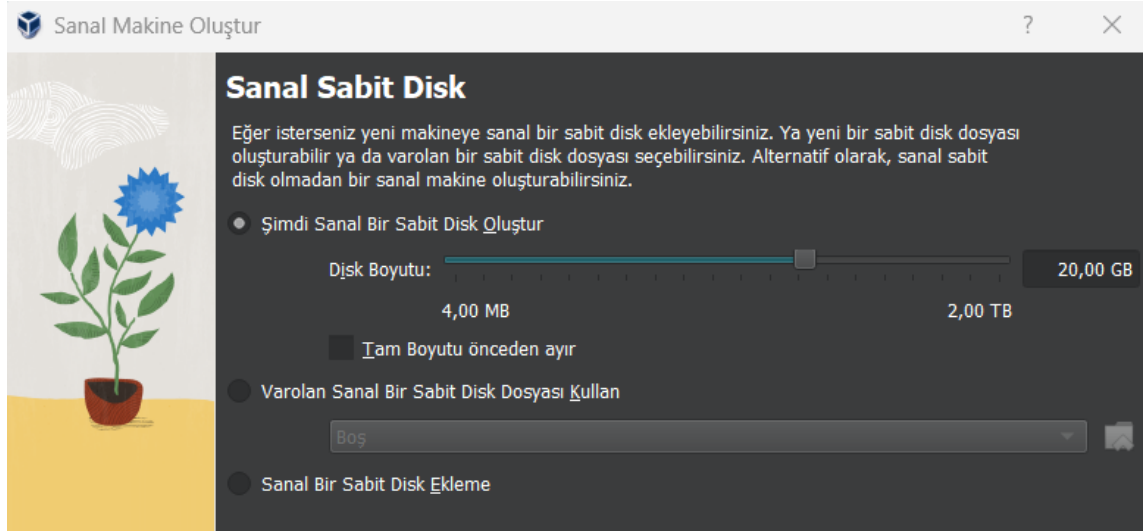 Sanal Makine Oluştur
?
Sanal Sabit Disk
Eğer isterseniz yeni makineye sanal bir sabit disk ekleyebilirsiniz. Ya yeni bir sabit disk dosyası
oluşturabilir ya da varolan bir sabit disk dosyası seçebilirsiniz. Alternatif olarak, sanal sabit
disk olmadan bir sanal makine oluşturabilirsiniz.
Şimdi Sanal Bir Sabit Disk Oluştur
Disk Boyutu: 20,00 GB
4,00 MB 2,00 TB
Tam Boyutu önceden ayır
Varolan Sanal Bir Sabit Disk Dosyası Kullan
Boş
Sanal Bir Sabit Disk Ekleme